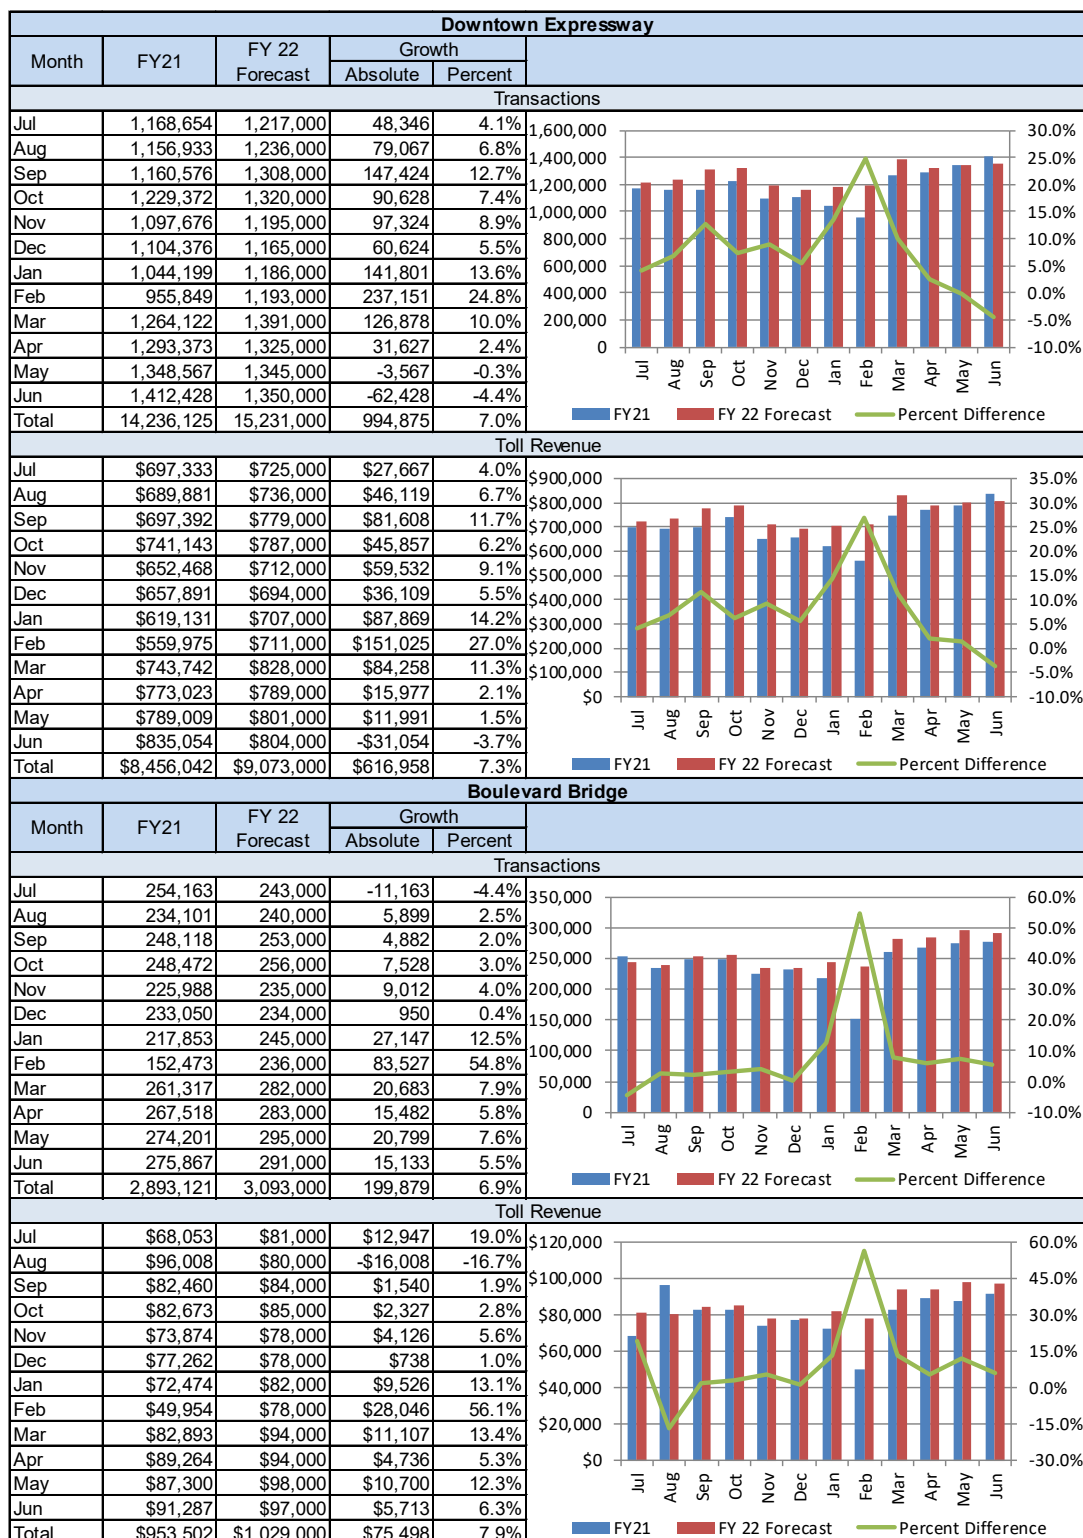 Downtown Expressway
Month FY21 FY 22 Forecast Growth
Absolute Percent
Transactions
Jul 1,168,654 1,217,000 48,346 4.1%
Aug 1,156,933 1,236,000 79,067 6.8%
Sep 1,160,576 1,308,000 147,424 12.7%
Oct 1,229,372 1,320,000 90,628 7.4%
Nov 1,097,676 1,195,000 97,324 8.9%
Dec 1,104,376 1,165,000 60,624 5.5%
Jan 1,044,199 1,186,000 141,801 13.6%
Feb 955,849 1,193,000 237,151 24.8%
Mar 1,264,122 1,391,000 126,878 10.0%
Apr 1,293,373 1,325,000 31,627 2.4%
May 1,348,567 1,345,000 -3,567 -0.3%
Jun 1,412,428 1,350,000 -62,428 -4.4%
Total 14,236,125 15,231,000 994,875 7.0%
1,600,000 30.0%
1,400,000 25.0%
1,200,000 20.0%
1,000,000 15.0%
800,000 10.0%
600,000 5.0%
400,000 0.0%
200,000 -5.0%
0 -10.0%
Jul Aug Sep Oct Nov Dec Jan Feb Mar Apr May Jun
FY21 FY 22 Forecast Percent Difference
Toll Revenue
Jul $697,333 $725,000 $27,667 4.0%
Aug $689,881 $736,000 $46,119 6.7%
Sep $697,392 $779,000 $81,608 11.7%
Oct $741,143 $787,000 $45,857 6.2%
Nov $652,468 $712,000 $59,532 9.1%
Dec $657,891 $694,000 $36,109 5.5%
Jan $619,131 $707,000 $87,869 14.2%
Feb $559,975 $711,000 $151,025 27.0%
Mar $743,742 $828,000 $84,258 11.3%
Apr $773,023 $789,000 $15,977 2.1%
May $789,009 $801,000 $11,991 1.5%
Jun $835,054 $804,000 -$31,054 -3.7%
Total $8,456,042 $9,073,000 $616,958 7.3%
$900,000 35.0%
$800,000 30.0%
$700,000 25.0%
$600,000 20.0%
$500,000 15.0%
$400,000 10.0%
$300,000 5.0%
$200,000 0.0%
$100,000 -5.0%
$0 -10.0%
Jul Aug Sep Oct Nov Dec Jan Feb Mar Apr May Jun
FY21 FY 22 Forecast Percent Difference
Boulevard Bridge
Month FY21 FY 22 Forecast Growth
Absolute Percent
Transactions
Jul 254,163 243,000 -11,163 -4.4%
Aug 234,101 240,000 5,899 2.5%
Sep 248,118 253,000 4,882 2.0%
Oct 248,472 256,000 7,528 3.0%
Nov 225,988 235,000 9,012 4.0%
Dec 233,050 234,000 950 0.4%
Jan 217,853 245,000 27,147 12.5%
Feb 152,473 236,000 83,527 54.8%
Mar 261,317 282,000 20,683 7.9%
Apr 267,518 283,000 15,482 5.8%
May 274,201 295,000 20,799 7.6%
Jun 275,867 291,000 15,133 5.5%
Total 2,893,121 3,093,000 199,879 6.9%
350,000 60.0%
300,000 50.0%
250,000 40.0%
200,000 30.0%
150,000 20.0%
100,000 10.0%
50,000 0.0%
0 -10.0%
Jul Aug Sep Oct Nov Dec Jan Feb Mar Apr May Jun
FY21 FY 22 Forecast Percent Difference
Toll Revenue
Jul $68,053 $81,000 $12,947 19.0%
Aug $96,008 $80,000 -$16,008 -16.7%
Sep $82,460 $84,000 $1,540 1.9%
Oct $82,673 $85,000 $2,327 2.8%
Nov $73,874 $78,000 $4,126 5.6%
Dec $77,262 $78,000 $738 1.0%
Jan $72,474 $82,000 $9,526 13.1%
Feb $49,954 $78,000 $28,046 56.1%
Mar $82,893 $94,000 $11,107 13.4%
Apr $89,264 $94,000 $4,736 5.3%
May $87,300 $98,000 $10,700 12.3%
Jun $91,287 $97,000 $5,713 6.3%
Total $953,502 $1,029,000 $75,498 7.9%
$120,000 60.0%
$100,000 45.0%
$80,000 30.0%
$60,000 15.0%
$40,000 0.0%
$20,000 -15.0%
$0 -30.0%
Jul Aug Sep Oct Nov Dec Jan Feb Mar Apr May Jun
FY21 FY 22 Forecast Percent Difference